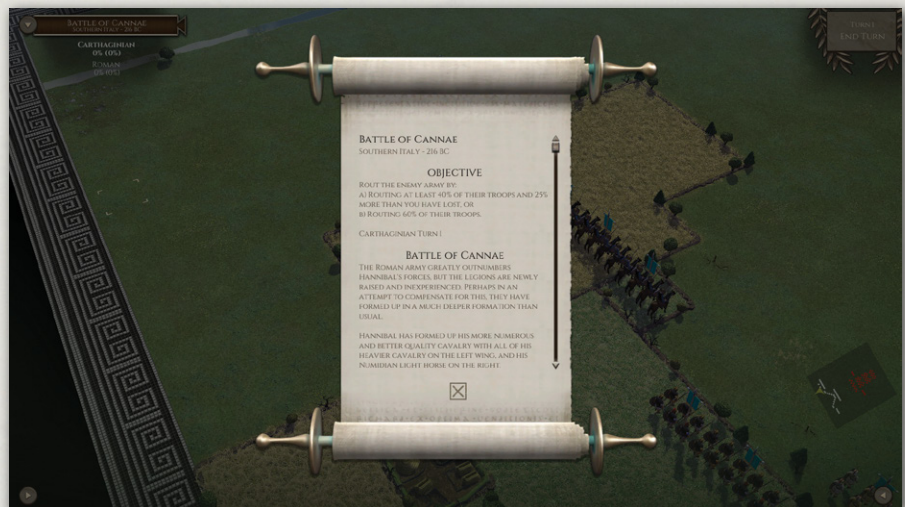 BATTLE OF CANNAE
SOUTHERN ITALY - 216 BC
CARTHAGINIAN
0% (0%)
ROMAN
0% (0%)
TURN 1
END TURN
BATTLE OF CANNAE
SOUTHERN ITALY - 216 BC
OBJECTIVE
ROUT THE ENEMY ARMY BY:
A) ROUTING AT LEAST 40% OF THEIR TROOPS AND 25%
MORE THAN YOU HAVE LOST, OR
B) ROUTING 60% OF THEIR TROOPS.
CARTHAGINIAN TURN 1
BATTLE OF CANNAE
THE ROMAN ARMY GREATLY OUTNUMBERS
HANNIBAL'S FORCES, BUT THE LEGIONS ARE NEWLY
RAISED AND INEXPERIENCED. PERHAPS IN AN
ATTEMPT TO COMPENSATE FOR THIS, THEY HAVE
FORMED UP IN A MUCH DEEPER FORMATION THAN
USUAL.
HANNIBAL HAS FORMED UP HIS MORE NUMEROUS
AND BETTER QUALITY CAVALRY WITH ALL OF HIS
HEAVIER CAVALRY ON THE LEFT WING, AND HIS
NUMIDIAN LIGHT HORSE ON THE RIGHT.